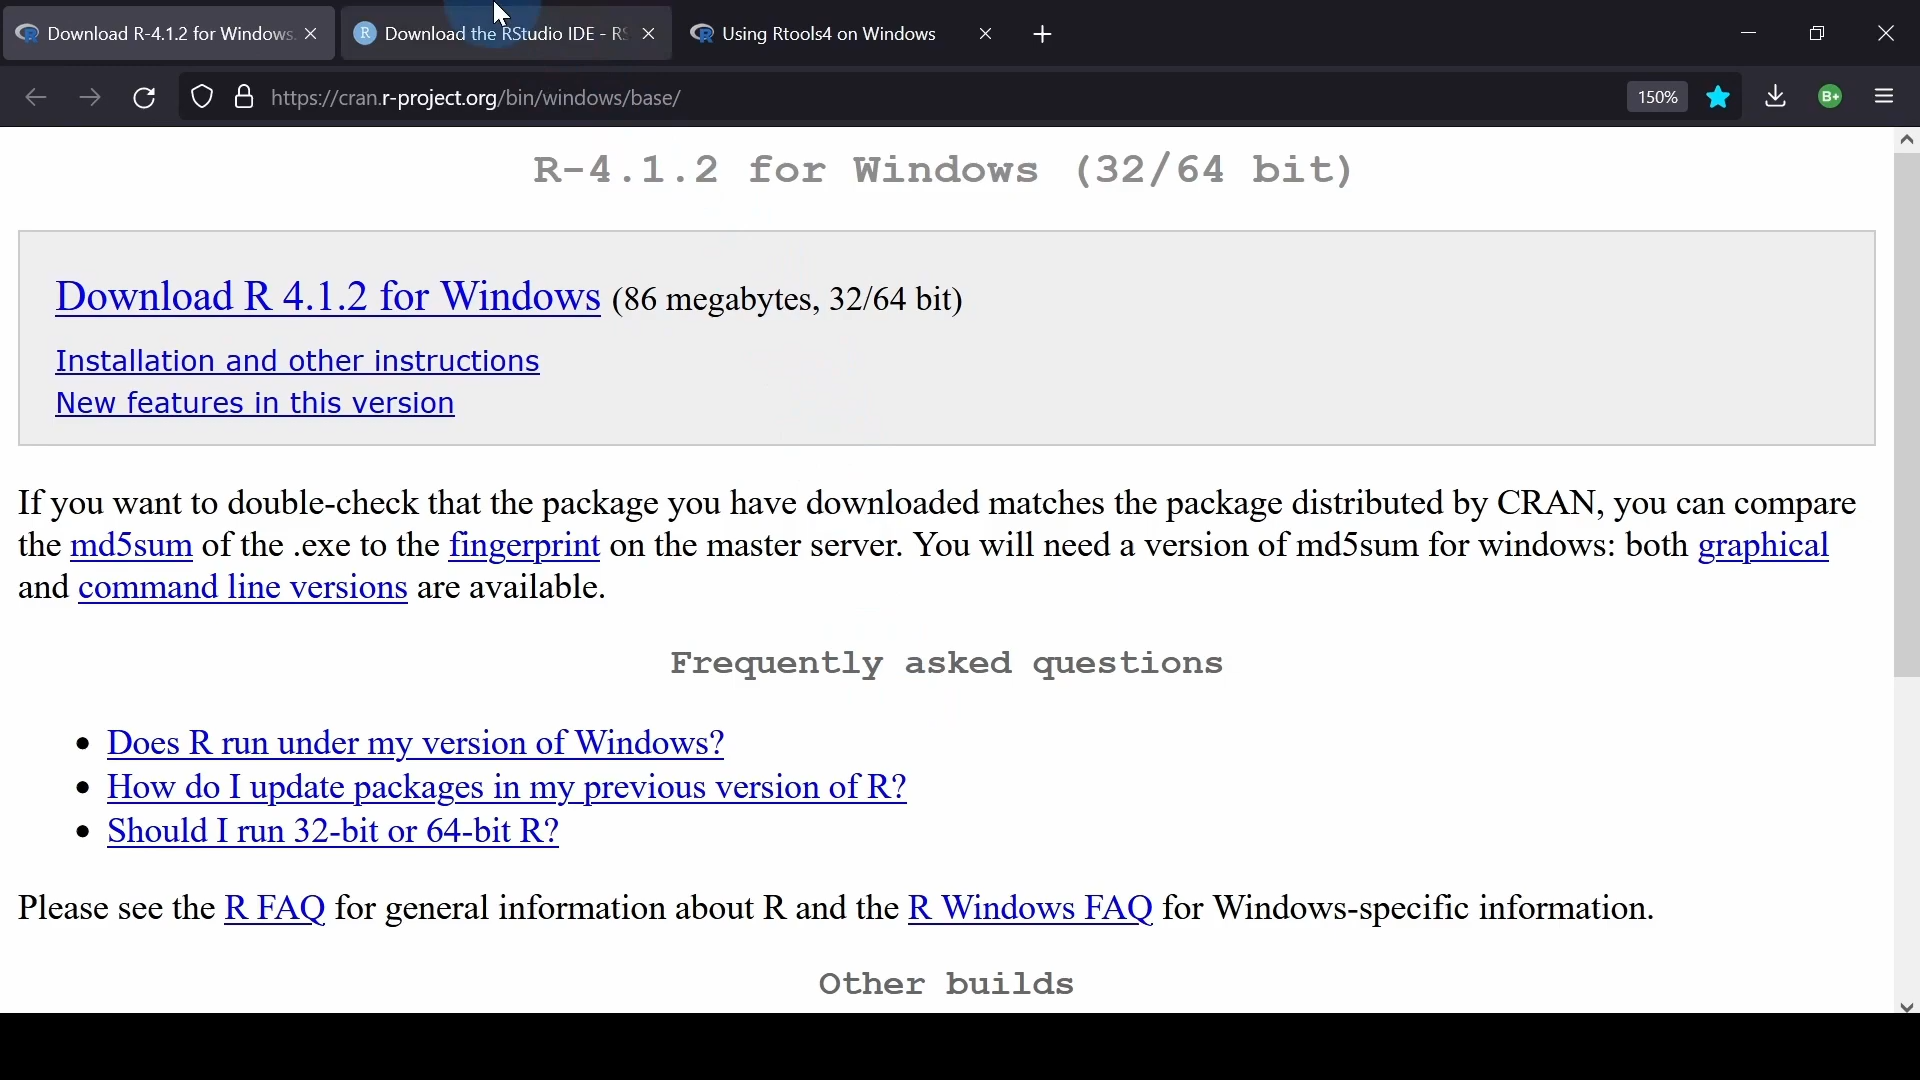 Download R-4.1.2 for Windows.
Download the RStudio IDE - RS
Using Rtools4 on Windows
https://cran.r-project.org/bin/windows/base/
150%
B+
R-4.1.2 for Windows (32/64 bit)
Download R 4.1.2 for Windows (86 megabytes, 32/64 bit)
Installation and other instructions
New features in this version
If you want to double-check that the package you have downloaded matches the package distributed by CRAN, you can compare
the md5sum of the .exe to the fingerprint on the master server. You will need a version of md5sum for windows: both graphical
and command line versions are available.
Frequently asked questions
• Does R run under my version of Windows?
• How do I update packages in my previous version of R?
• Should I run 32-bit or 64-bit R?
Please see the R FAQ for general information about R and the R Windows FAQ for Windows-specific information.
Other builds